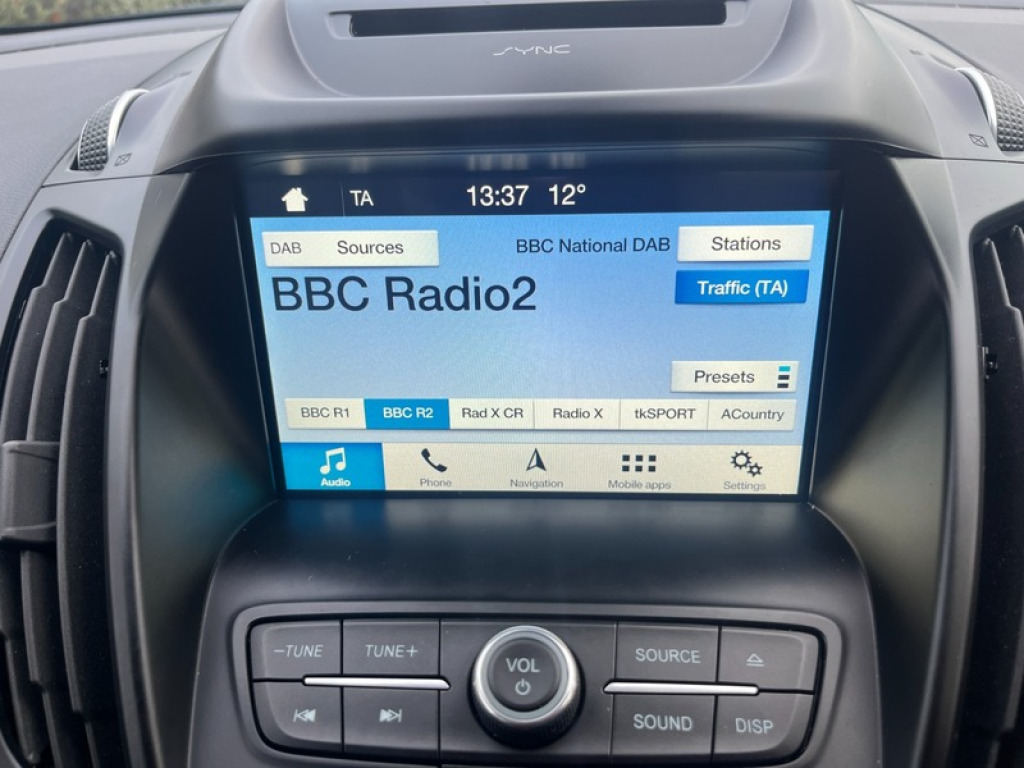 SYNC
TA 13:37 12°
DAB Sources BBC National DAB Stations
BBC Radio2 Traffic (TA)
Presets
BBC R1 BBC R2 Rad X CR Radio X tkSPORT ACountry
Audio Phone Navigation Mobile apps Settings
-TUNE TUNE+ VOL SOURCE
SOUND DISP